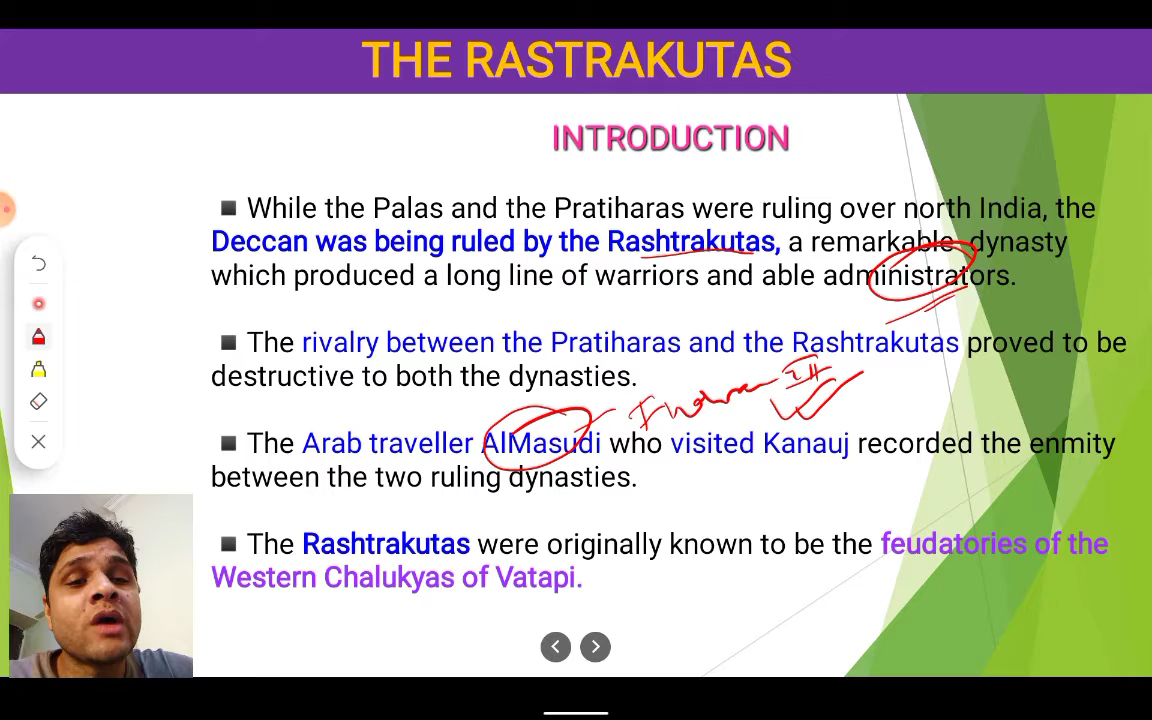 THE RASTRAKUTAS
INTRODUCTION
While the Palas and the Pratiharas were ruling over north India, the
Deccan was being ruled by the Rashtrakutas, a remarkable dynasty
which produced a long line of warriors and able administrators.
The rivalry between the Pratiharas and the Rashtrakutas proved to be
destructive to both the dynasties.
III
The Arab traveller AlMasudi who visited Kanauj recorded the enmity
between the two ruling dynasties.
The Rashtrakutas were originally known to be the feudatories of the
Western Chalukyas of Vatapi.